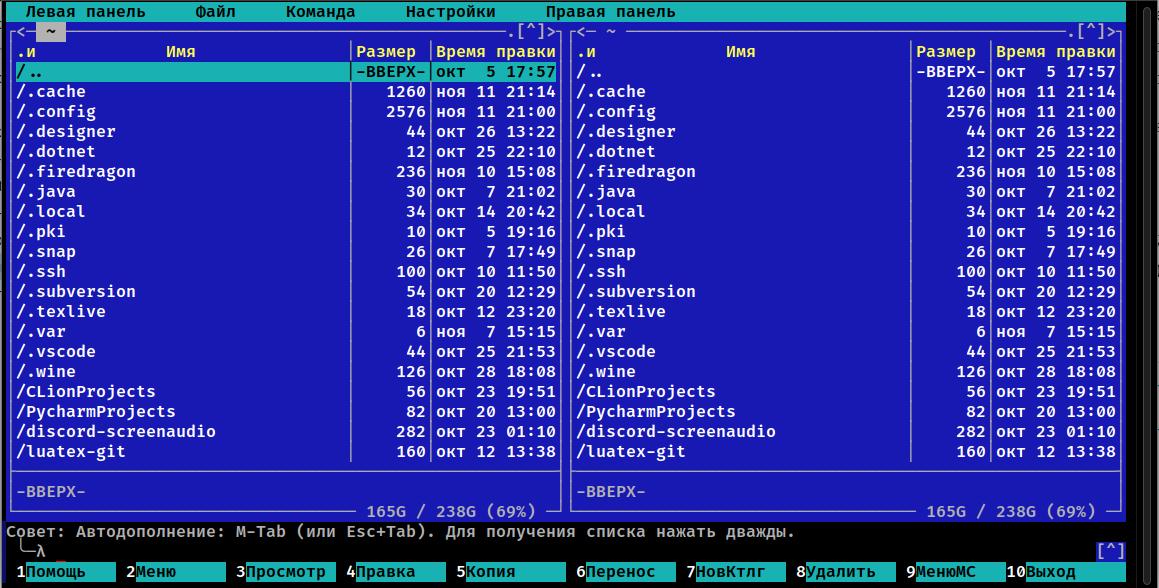 Левая панель Файл Команда Настройки Правая панель
┌<─ ~ ─.[^]>┐┌<─ ~ ─.[^]>┐
.и Имя │Размер │Время правки││.и Имя │Размер │Время правки
/.. │-ВВЕРХ-│окт 5 17:57││/.. │-ВВЕРХ-│окт 5 17:57
/.cache │ 1260│ноя 11 21:14││/.cache │ 1260│ноя 11 21:14
/.config │ 2576│ноя 11 21:00││/.config │ 2576│ноя 11 21:00
/.designer │ 44│окт 26 13:22││/.designer │ 44│окт 26 13:22
/.dotnet │ 12│окт 25 22:10││/.dotnet │ 12│окт 25 22:10
/.firedragon │ 236│ноя 10 15:08││/.firedragon │ 236│ноя 10 15:08
/.java │ 30│окт 7 21:02││/.java │ 30│окт 7 21:02
/.local │ 34│окт 14 20:42││/.local │ 34│окт 14 20:42
/.pki │ 10│окт 5 19:16││/.pki │ 10│окт 5 19:16
/.snap │ 26│окт 7 17:49││/.snap │ 26│окт 7 17:49
/.ssh │ 100│окт 10 11:50││/.ssh │ 100│окт 10 11:50
/.subversion │ 54│окт 20 12:29││/.subversion │ 54│окт 20 12:29
/.texlive │ 18│окт 12 23:20││/.texlive │ 18│окт 12 23:20
/.var │ 6│ноя 7 15:15││/.var │ 6│ноя 7 15:15
/.vscode │ 44│окт 25 21:53││/.vscode │ 44│окт 25 21:53
/.wine │ 126│окт 28 18:08││/.wine │ 126│окт 28 18:08
/CLionProjects │ 56│окт 23 19:51││/CLionProjects │ 56│окт 23 19:51
/PycharmProjects │ 82│окт 20 13:00││/PycharmProjects │ 82│окт 20 13:00
/discord-screenaudio │ 282│окт 23 01:10││/discord-screenaudio │ 282│окт 23 01:10
/luatex-git │ 160│окт 12 13:38││/luatex-git │ 160│окт 12 13:38
-ВВЕРХ- -ВВЕРХ-
165G / 238G (69%) 165G / 238G (69%)
Совет: Автодополнение: M-Tab (или Esc+Tab). Для получения списка нажать дважды.
╰─λ _ [^]
1Помощь 2Меню 3Просмотр 4Правка 5Копия 6Перенос 7НовКтлг 8Удалить 9МенюMC 10Выход